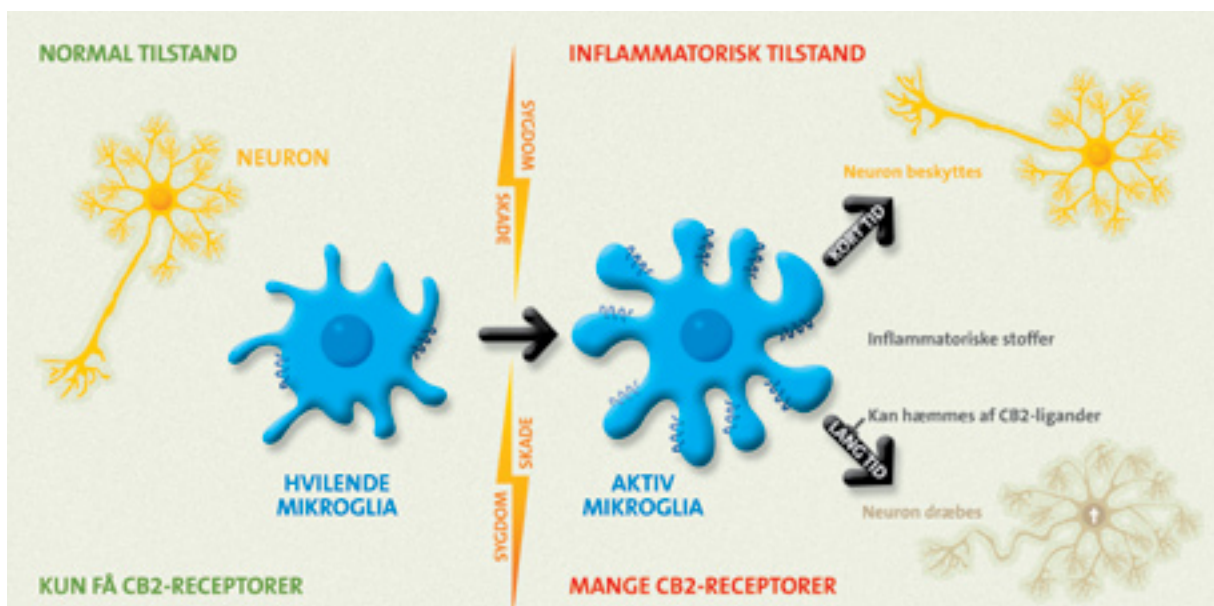 NORMAL TILSTAND
NEURON
HVILENDE
MIKROGLIA
KUN FÅ CB2-RECEPTORER
SYGDOM
SKADE
SKADE
SYGDOM
INFLAMMATORISK TILSTAND
Neuron beskyttes
KORT TID
Inflammatoriske stoffer
Kan hæmmes af CB2-ligander
LANG TID
AKTIV
MIKROGLIA
Neuron dræbes
MANGE CB2-RECEPTORER